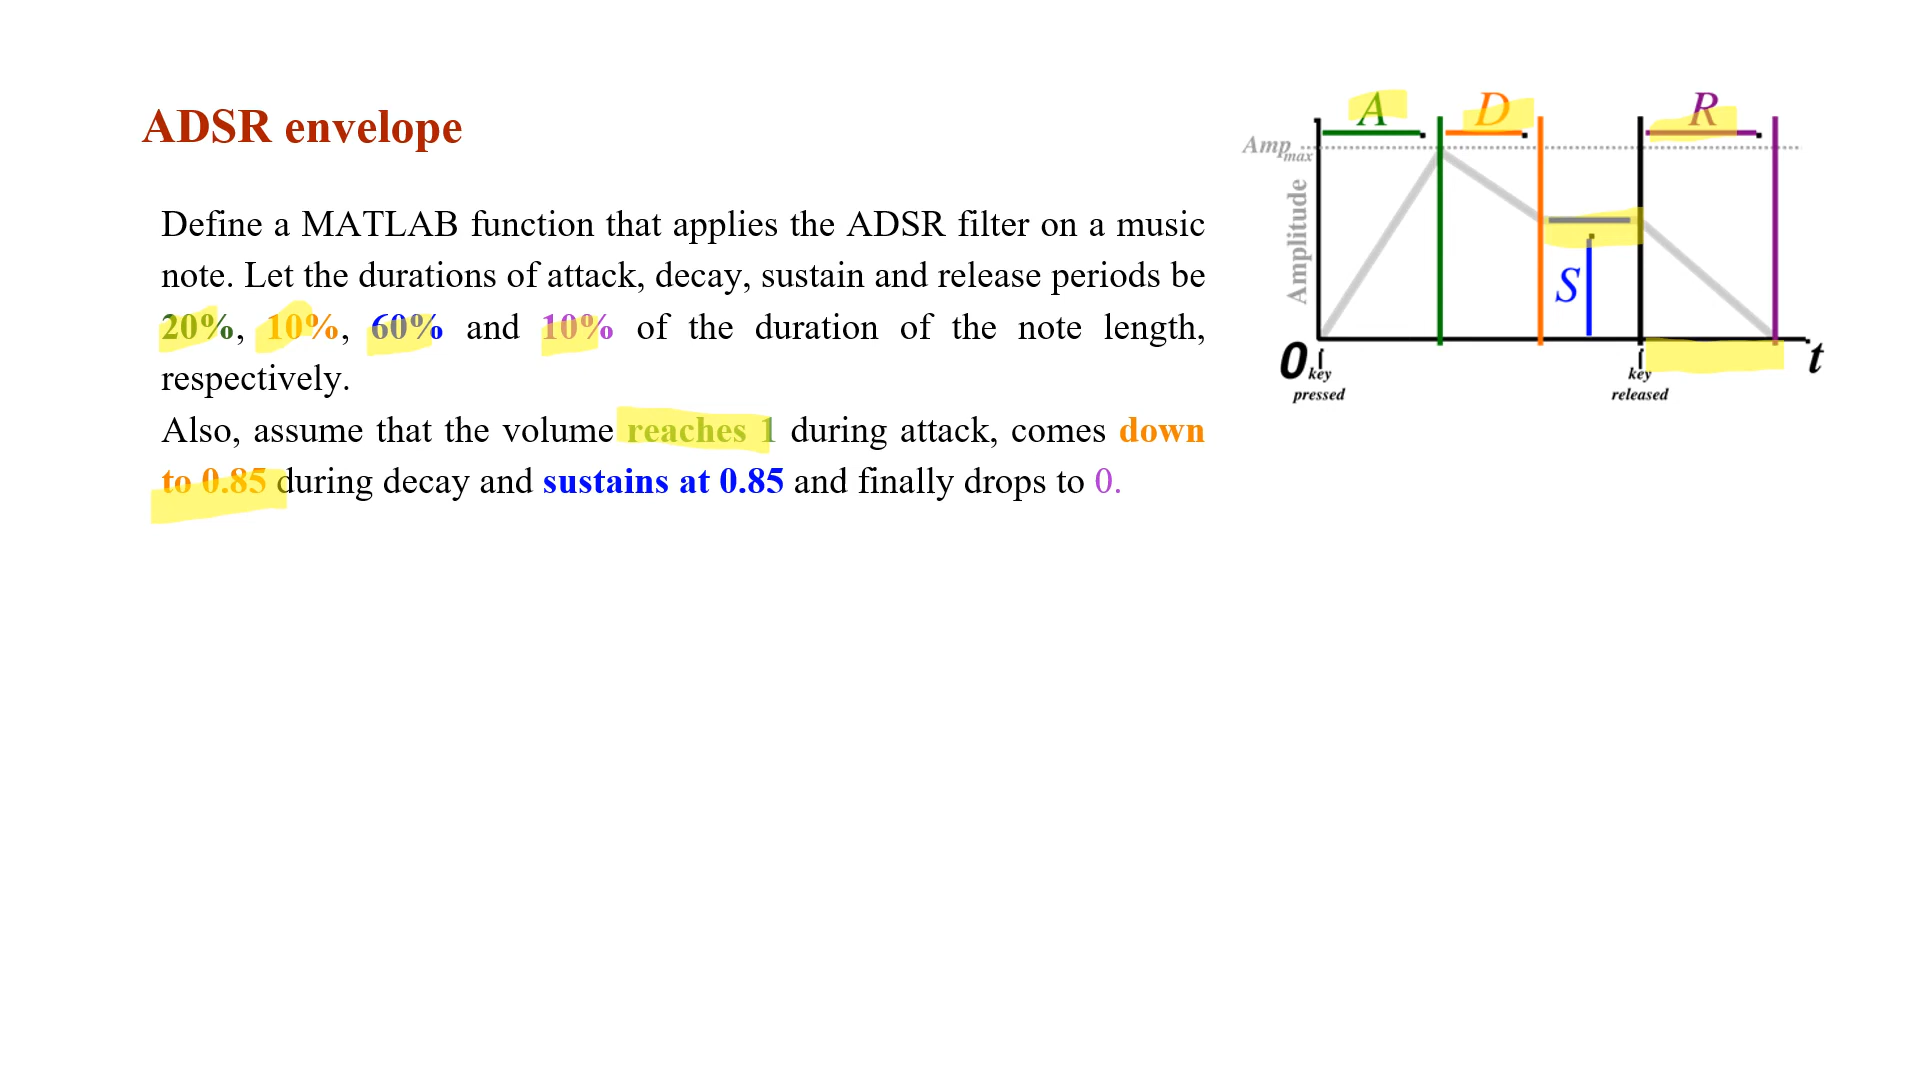 ADSR envelope
Define a MATLAB function that applies the ADSR filter on a music
note. Let the durations of attack, decay, sustain and release periods be
20%, 10%, 60% and 10% of the duration of the note length,
respectively.
Also, assume that the volume reaches 1 during attack, comes down
to 0.85 during decay and sustains at 0.85 and finally drops to 0.
A D R
Amp max
Amplitude
S
0 t
key pressed
key released